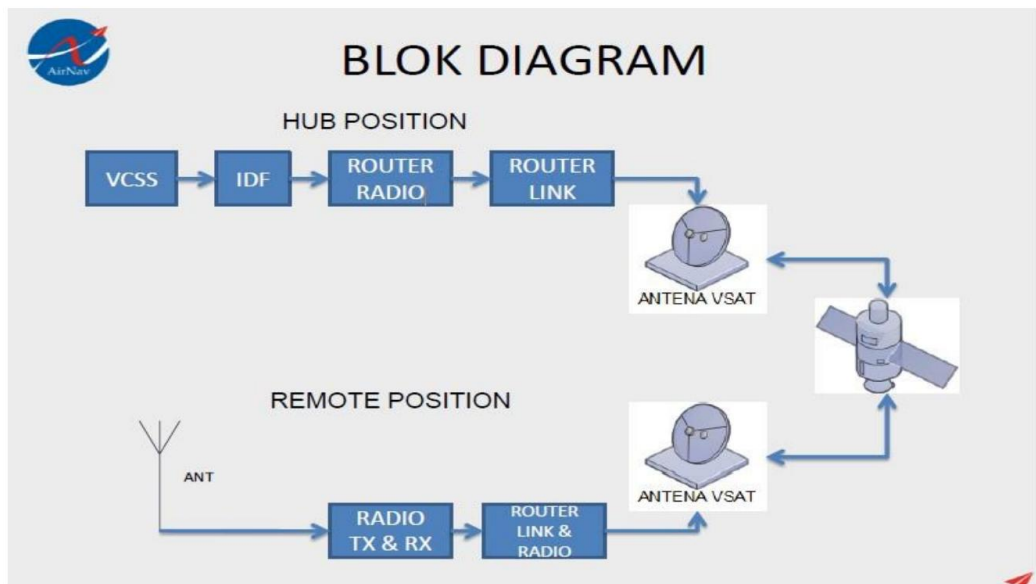 AirNav
BLOK DIAGRAM
HUB POSITION
VCSS
IDF
ROUTER
RADIO
ROUTER
LINK
ANTENA VSAT
REMOTE POSITION
ANT
RADIO
TX & RX
ROUTER
LINK &
RADIO
ANTENA VSAT